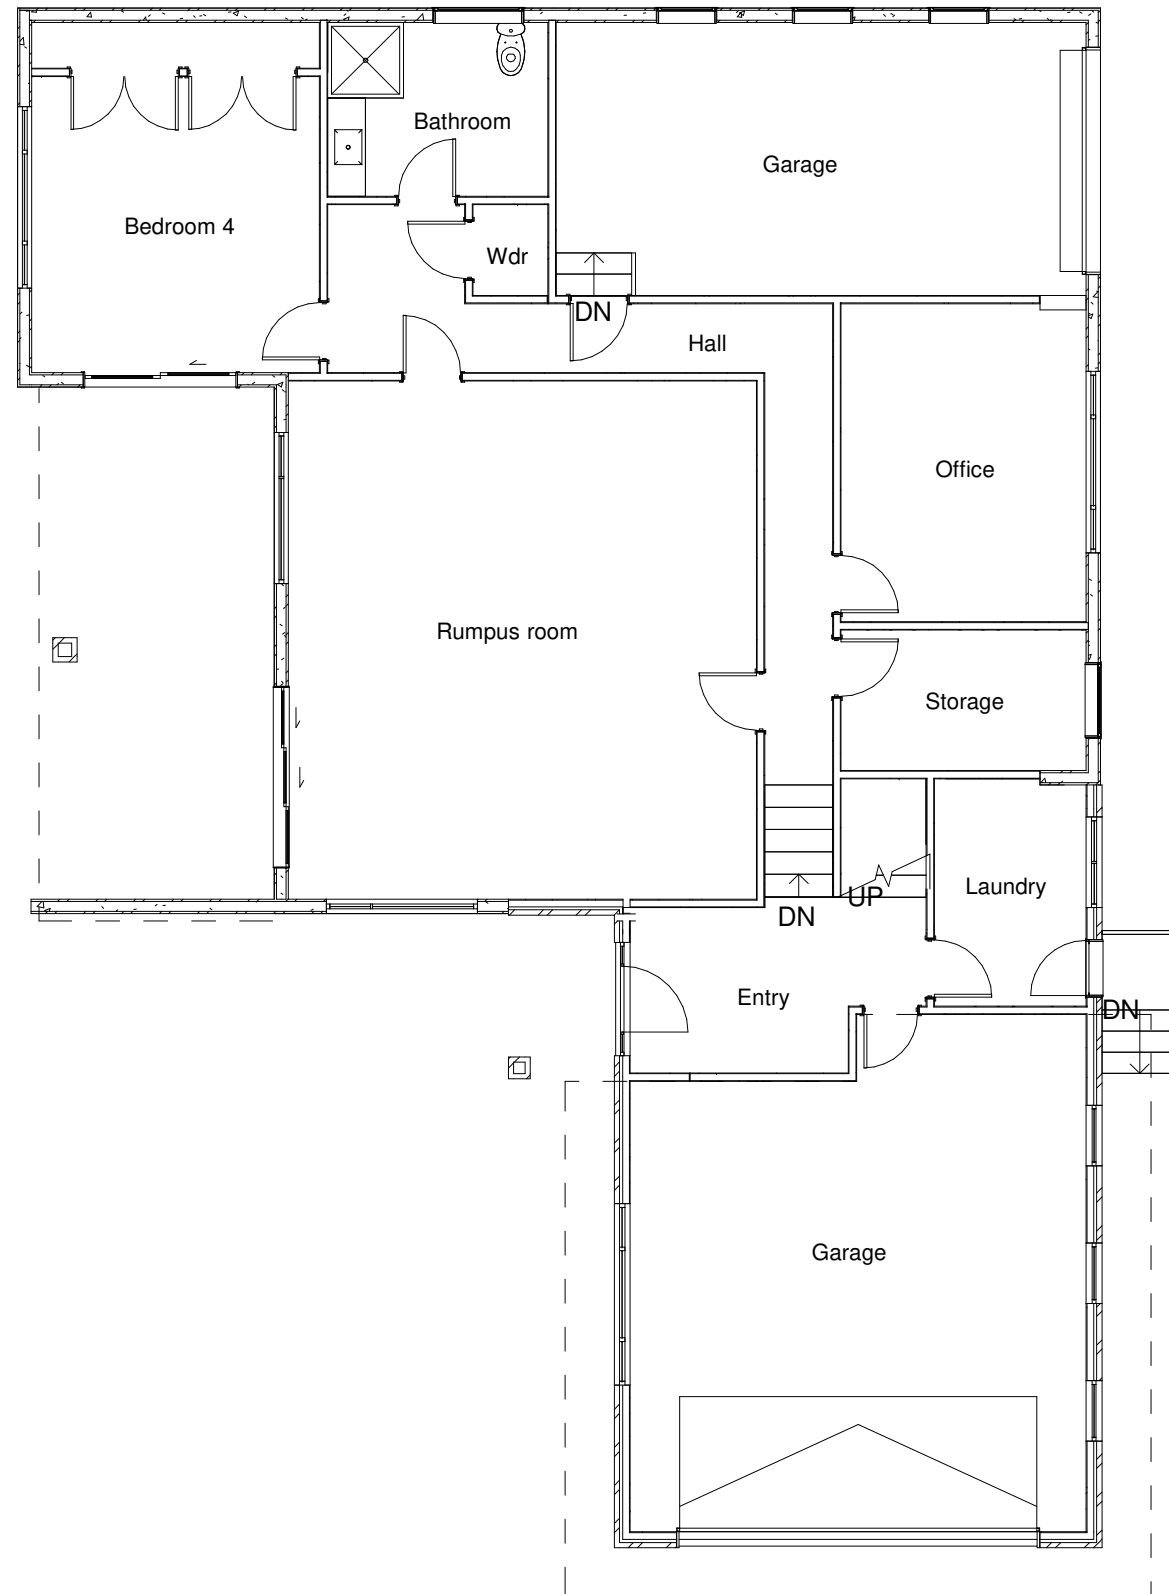 Bathroom
Garage
Bedroom 4
Wdr
DN
Hall
Office
Rumpus room
Storage
Laundry
UP
DN
Entry
DN
Garage